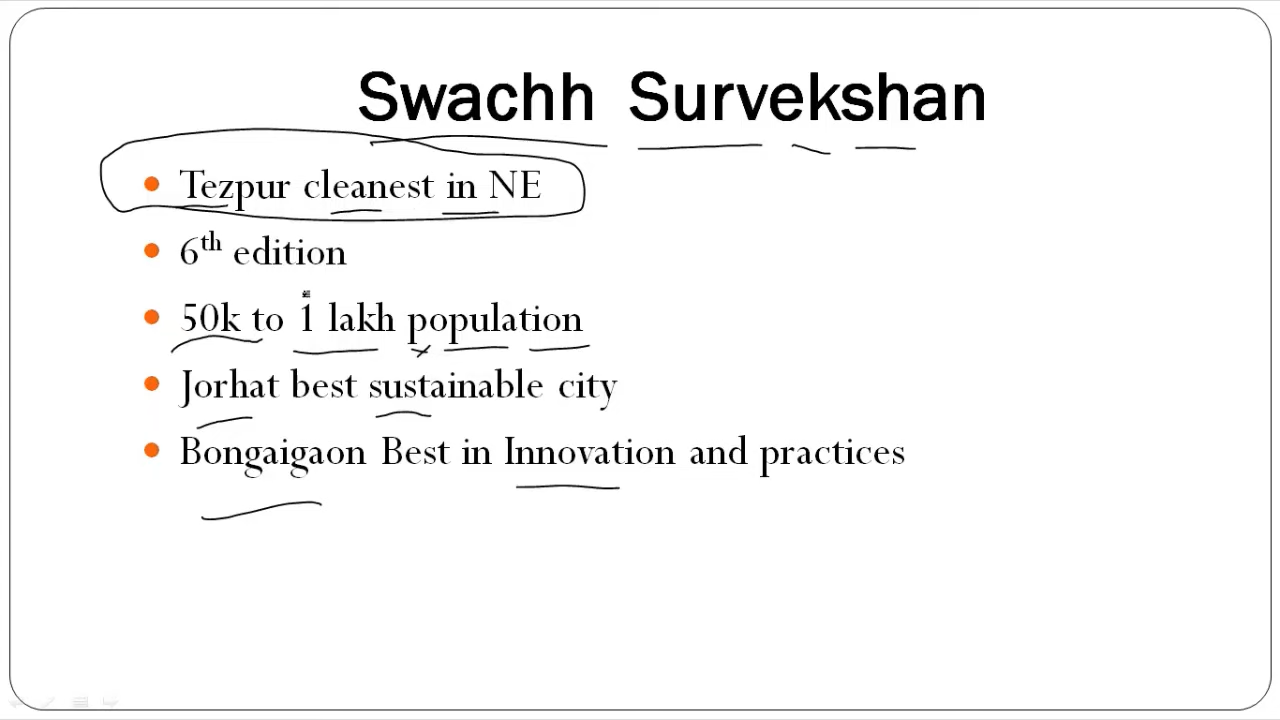 Swachh Survekshan
• Tezpur cleanest in NE
• 6th edition
• 50k to 1 lakh population
• Jorhat best sustainable city
• Bongaigaon Best in Innovation and practices